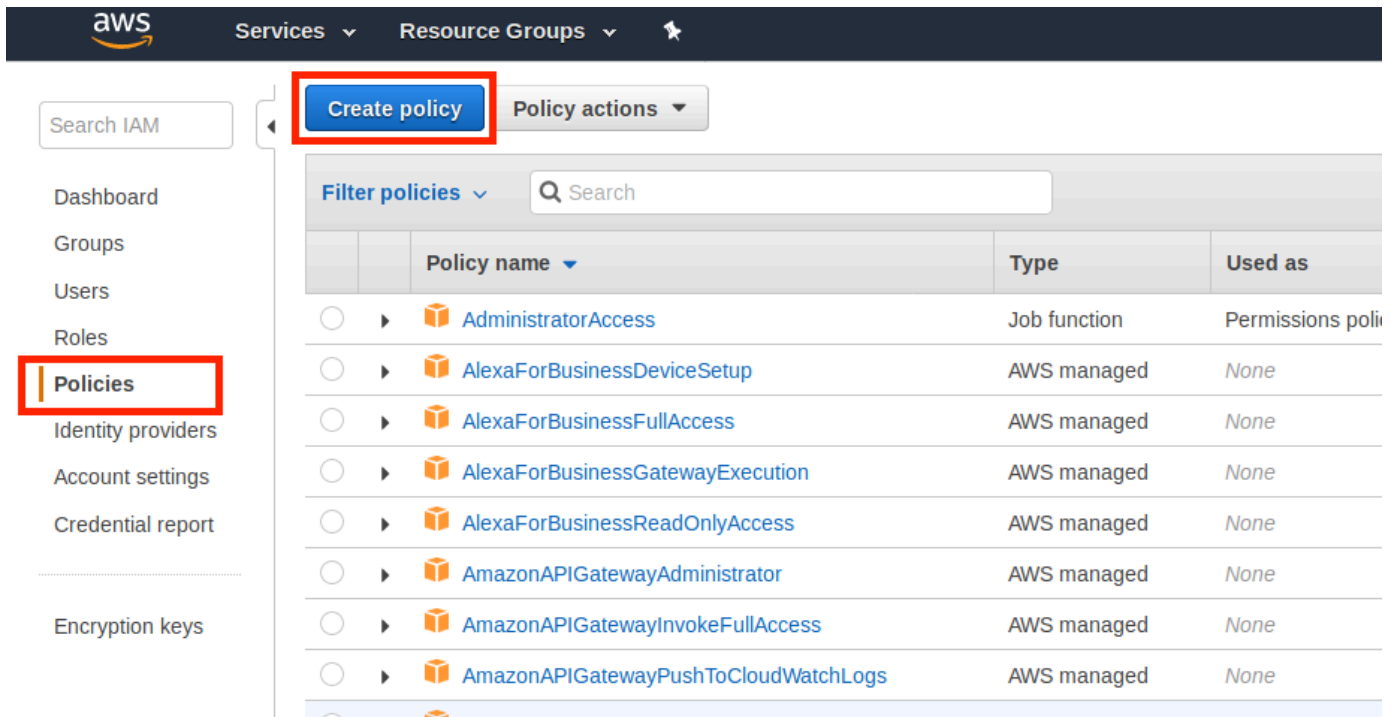 aws Services Resource Groups
Create policy Policy actions
Search IAM
Filter policies Search
Dashboard
Groups
Users
Roles
Policies
Identity providers
Account settings
Credential report
Encryption keys
Policy name Type Used as
AdministratorAccess Job function Permissions poli
AlexaForBusinessDeviceSetup AWS managed None
AlexaForBusinessFullAccess AWS managed None
AlexaForBusinessGatewayExecution AWS managed None
AlexaForBusinessReadOnlyAccess AWS managed None
AmazonAPIGatewayAdministrator AWS managed None
AmazonAPIGatewayInvokeFullAccess AWS managed None
AmazonAPIGatewayPushToCloudWatchLogs AWS managed None